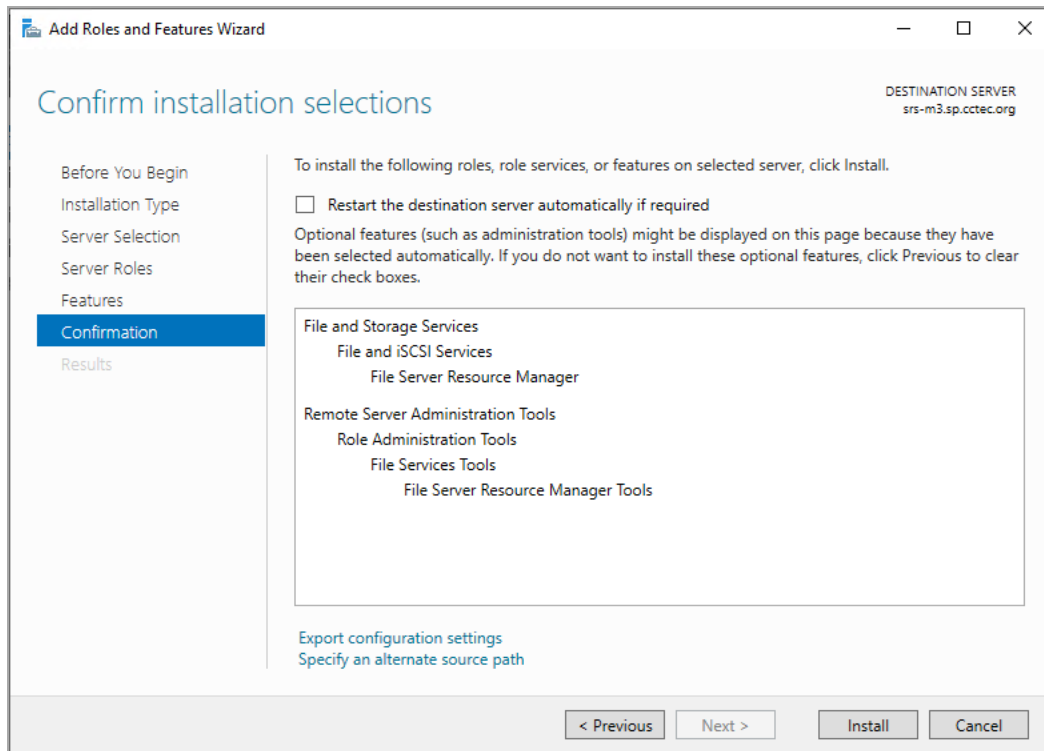 Add Roles and Features Wizard
Confirm installation selections
DESTINATION SERVER
srs-m3.sp.cctec.org
Before You Begin
Installation Type
Server Selection
Server Roles
Features
Confirmation
Results
To install the following roles, role services, or features on selected server, click Install.
Restart the destination server automatically if required
Optional features (such as administration tools) might be displayed on this page because they have
been selected automatically. If you do not want to install these optional features, click Previous to clear
their check boxes.
File and Storage Services
File and iSCSI Services
File Server Resource Manager
Remote Server Administration Tools
Role Administration Tools
File Services Tools
File Server Resource Manager Tools
Export configuration settings
Specify an alternate source path
< Previous
Next >
Install
Cancel